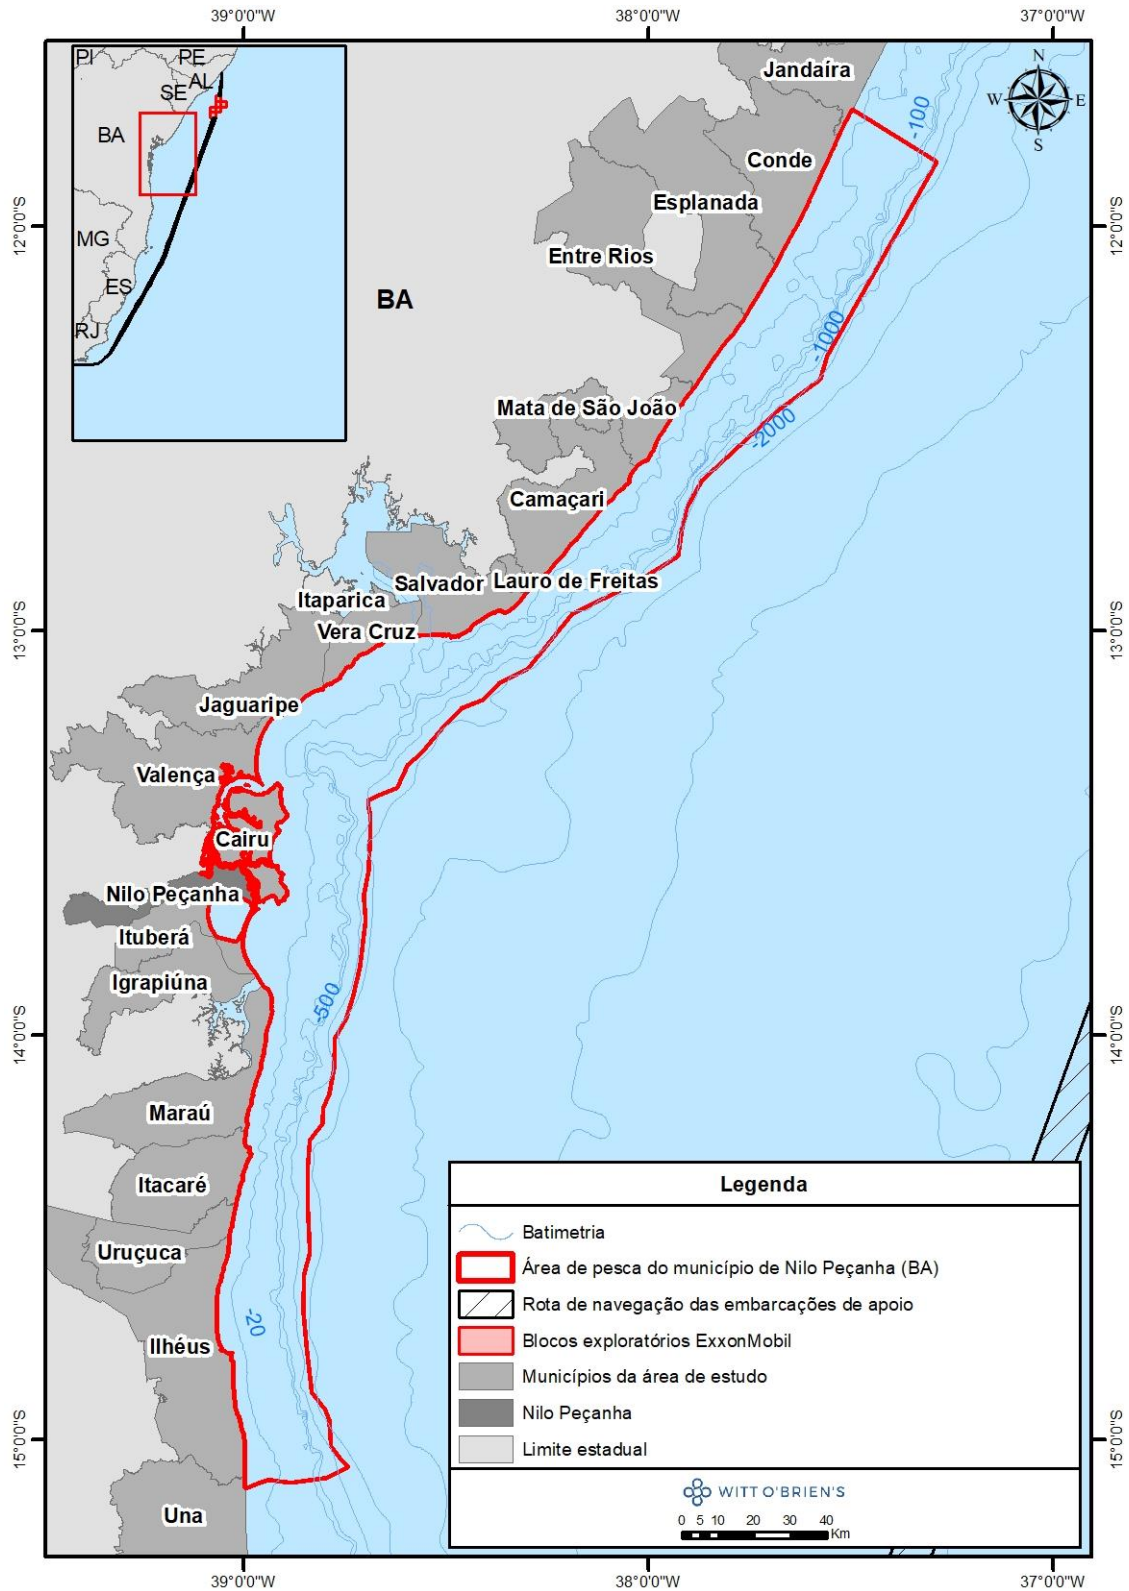 39°0'0"W
38°0'0"W
37°0'0"W
PI
PE
AL
SE
BA
MG
ES
RJ
N
W
E
S
Jandaíra
-100
Conde
Esplanada
12°0'0"S
12°0'0"S
Entre Rios
BA
-1000
Mata de São João
-2000
Camaçari
Salvador
Lauro de Freitas
Itaparica
Vera Cruz
13°0'0"S
13°0'0"S
Jaguaripe
Valença
Cairu
Nilo Peçanha
Ituberá
Igrapiúna
-500
14°0'0"S
14°0'0"S
Maraú
Itacaré
Uruçuca
-20
Ilhéus
15°0'0"S
15°0'0"S
Una
Legenda
Batimetria
Área de pesca do município de Nilo Peçanha (BA)
Rota de navegação das embarcações de apoio
Blocos exploratórios ExxonMobil
Municípios da área de estudo
Nilo Peçanha
Limite estadual
WITT O'BRIEN'S
0 5 10 20 30 40
Km
39°0'0"W
38°0'0"W
37°0'0"W